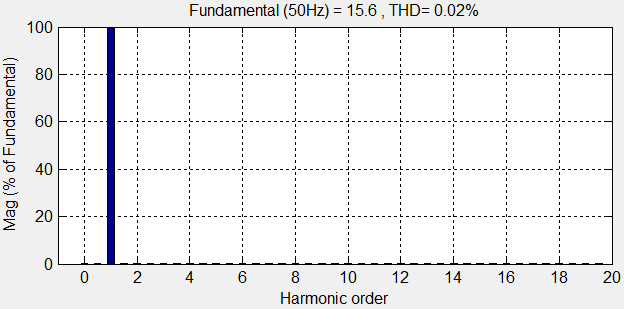 Fundamental (50Hz) = 15.6 , THD= 0.02%
100
80
60
40
20
0
Mag (% of Fundamental)
0 2 4 6 8 10 12 14 16 18 20
Harmonic order